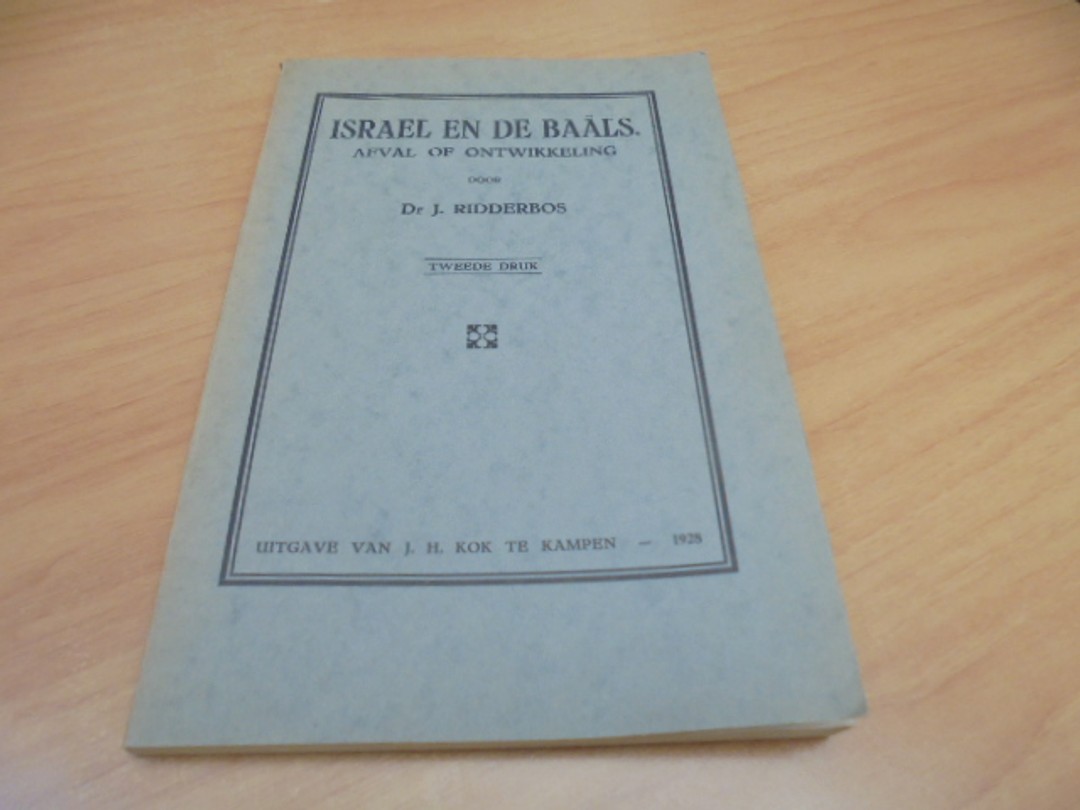 ISRAEL EN DE BAÄLS.
AFVAL OF ONTWIKKELING
DOOR
Dr J. RIDDERBOS
TWEEDE DRUK
UITGAVE VAN J. H. KOK TE KAMPEN — 1928